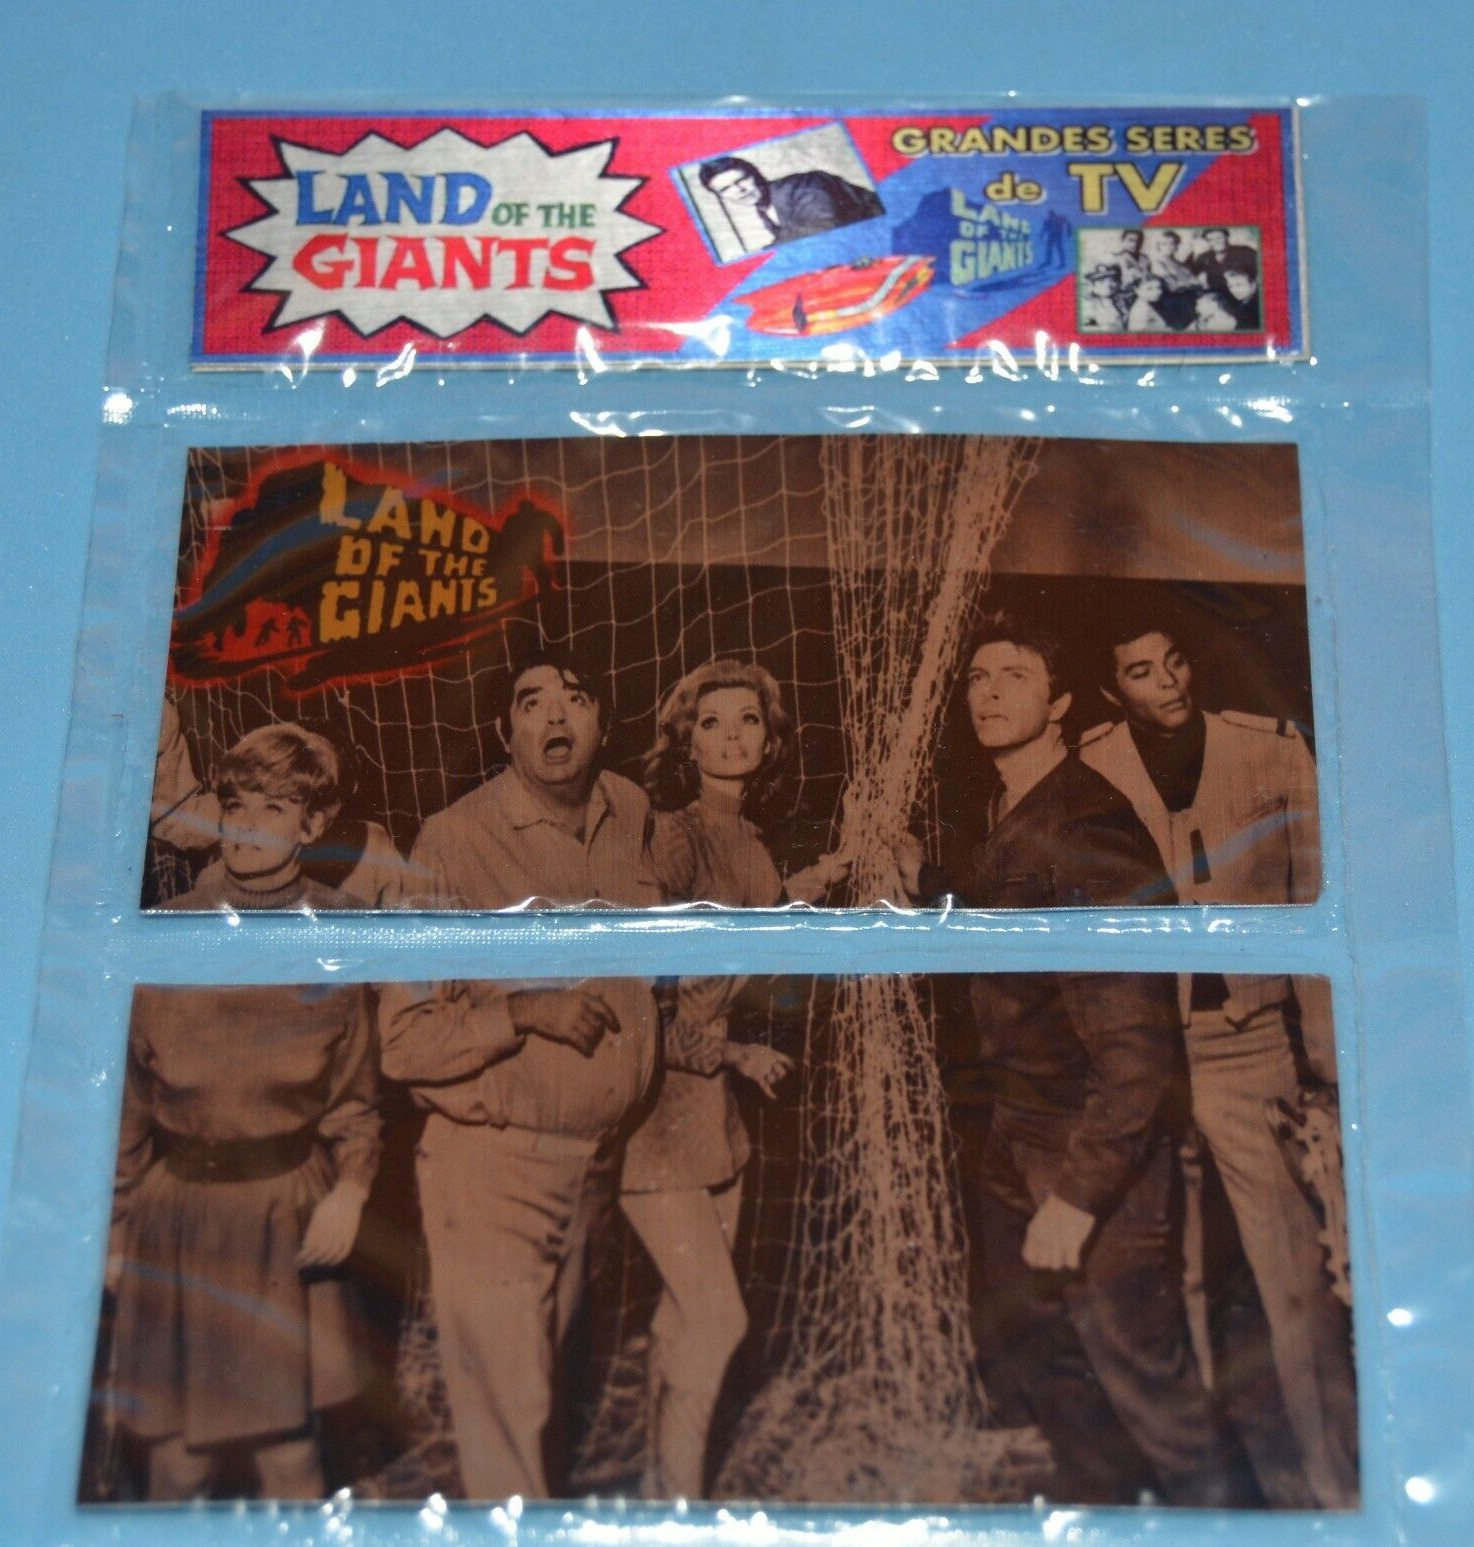 LAND OF THE
GIANTS
GRANDES SERES
de TV
LAND
OF THE
GIANTS
LAND
OF THE
GIANTS